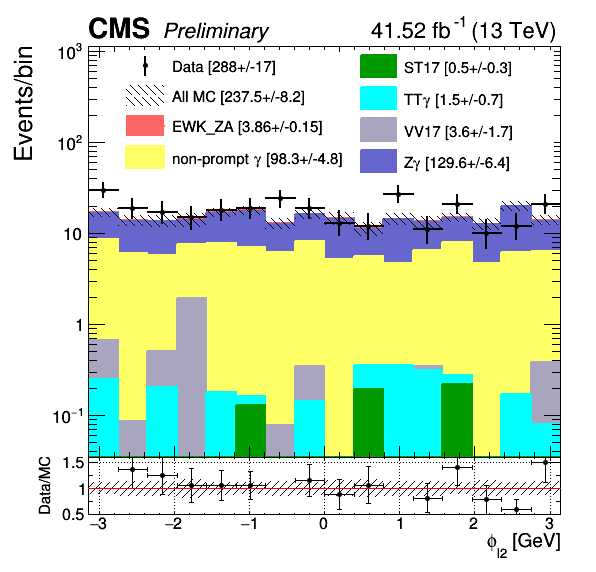 CMS Preliminary 41.52 fb⁻¹ (13 TeV)
Events/bin
10³
10²
10
1
10⁻¹
Data [288+/-17]
All MC [237.5+/-8.2]
EWK_ZA [3.86+/-0.15]
non-prompt γ [98.3+/-4.8]
ST17 [0.5+/-0.3]
TTγ [1.5+/-0.7]
VV17 [3.6+/-1.7]
Zγ [129.6+/-6.4]
Data/MC
1.5
1
0.5
−3 −2 −1 0 1 2 3
ϕl2 [GeV]